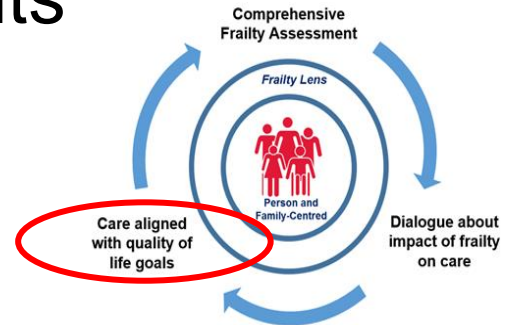 Comprehensive
Frailty Assessment
Frailty Lens
Person and
Family-Centred
Dialogue about
impact of frailty
on care
Care aligned
with quality of
life goals